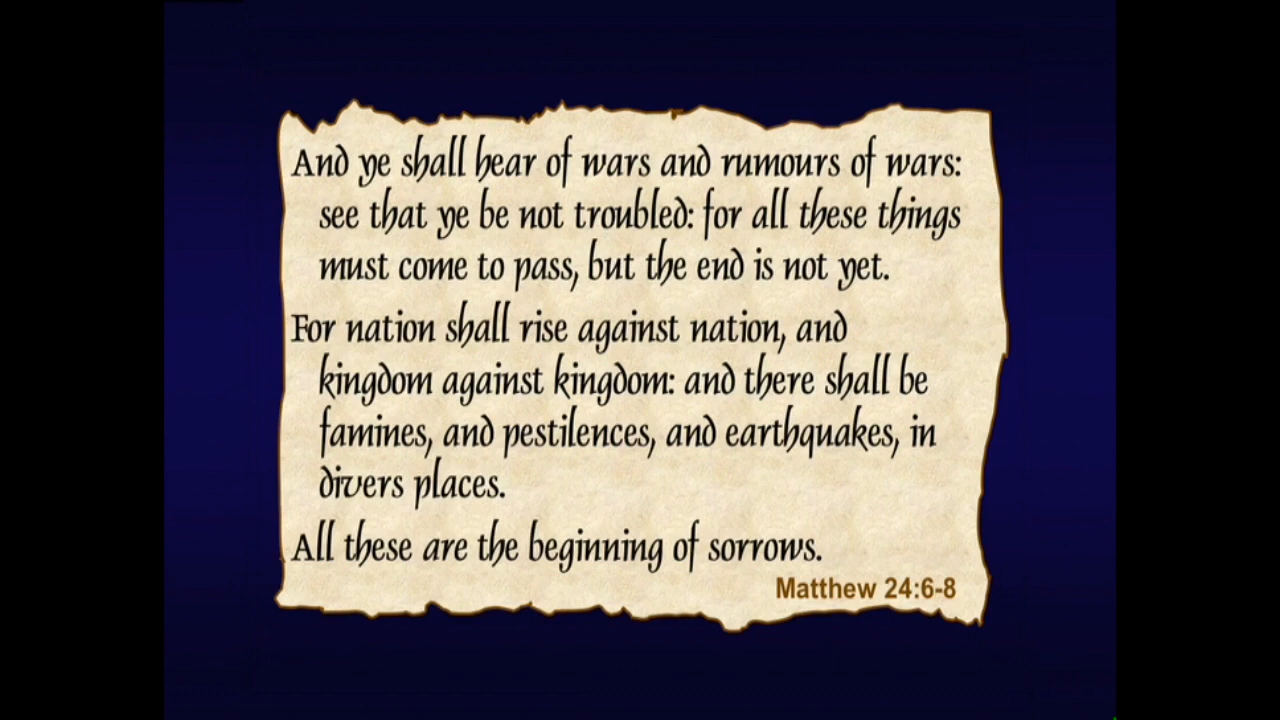 And ye shall hear of wars and rumours of wars:
see that ye be not troubled: for all these things
must come to pass, but the end is not yet.
For nation shall rise against nation, and
kingdom against kingdom: and there shall be
famines, and pestilences, and earthquakes, in
divers places.
All these are the beginning of sorrows.
Matthew 24:6-8